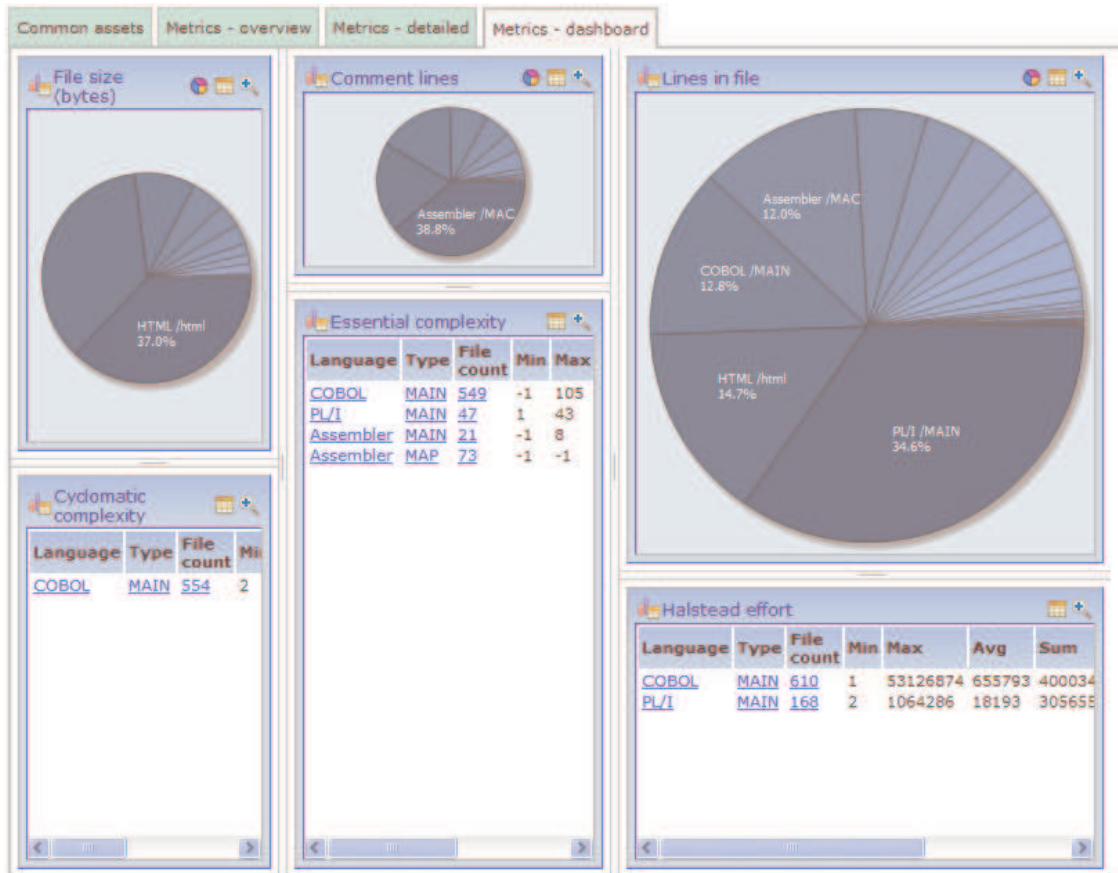 Common assets
Metrics - overview
Metrics - detailed
Metrics - dashboard
File size
(bytes)
HTML /html
37.0%
Comment lines
Assembler /MAC
38.8%
Lines in file
Assembler /MAC
12.0%
COBOL /MAIN
12.8%
HTML /html
14.7%
PL/I /MAIN
34.6%
Essential complexity
Language Type File count Min Max
COBOL MAIN 549 -1 105
PL/I MAIN 47 1 43
Assembler MAIN 21 -1 8
Assembler MAP 73 -1 -1
Cyclomatic
complexity
Language Type File count Mi
COBOL MAIN 554 2
Halstead effort
Language Type File count Min Max Avg Sum
COBOL MAIN 610 1 53126874 655793 400034
PL/I MAIN 168 2 1064286 18193 305655